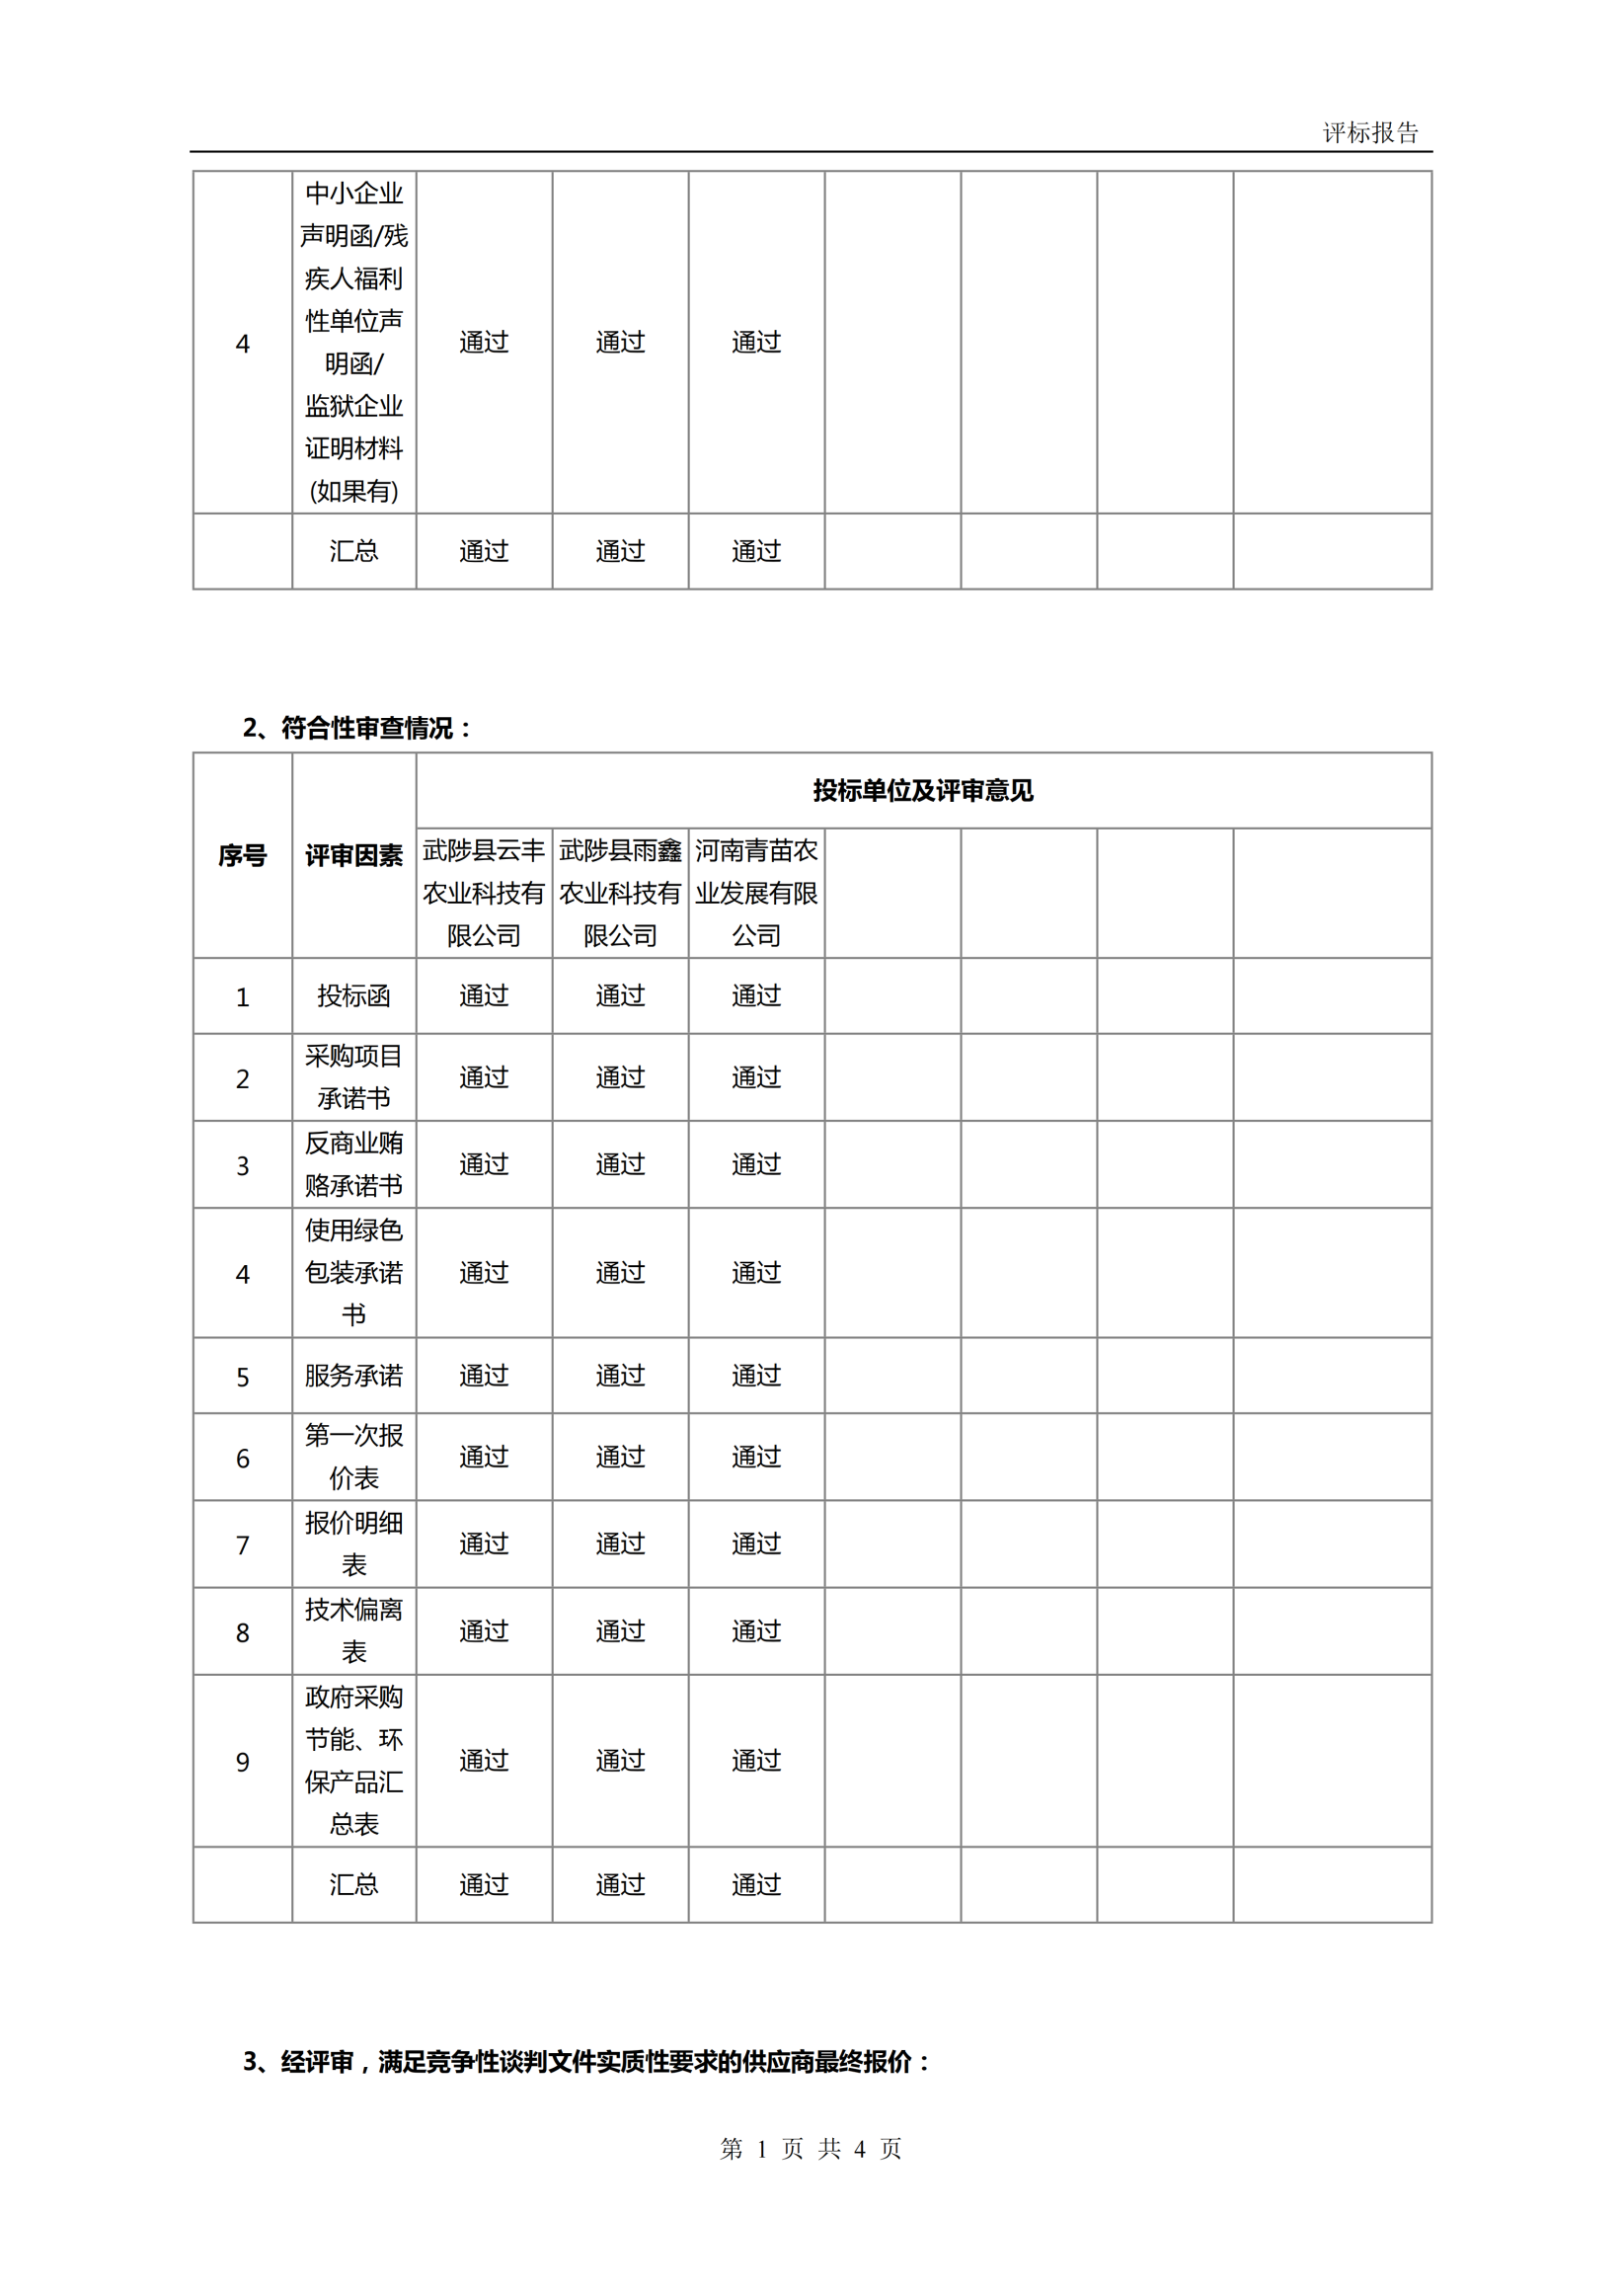 评标报告
中小企业
声明函/残
疾人福利
性单位声
明函/
监狱企业
证明材料
(如果有)
4 通过 通过 通过
汇总 通过 通过 通过
2、符合性审查情况：
序号 评审因素 投标单位及评审意见
武陟县云丰 武陟县雨鑫 河南青苗农
农业科技有 农业科技有 业发展有限
限公司 限公司 公司
1 投标函 通过 通过 通过
采购项目
承诺书
2 通过 通过 通过
反商业贿
赂承诺书
3 通过 通过 通过
使用绿色
4 包装承诺 通过 通过 通过
书
5 服务承诺 通过 通过 通过
第一次报
价表
6 通过 通过 通过
报价明细
表
7 通过 通过 通过
技术偏离
表
8 通过 通过 通过
政府采购
节能、环
保产品汇
总表
9 通过 通过 通过
汇总 通过 通过 通过
3、经评审，满足竞争性谈判文件实质性要求的供应商最终报价：
第 1 页 共 4 页